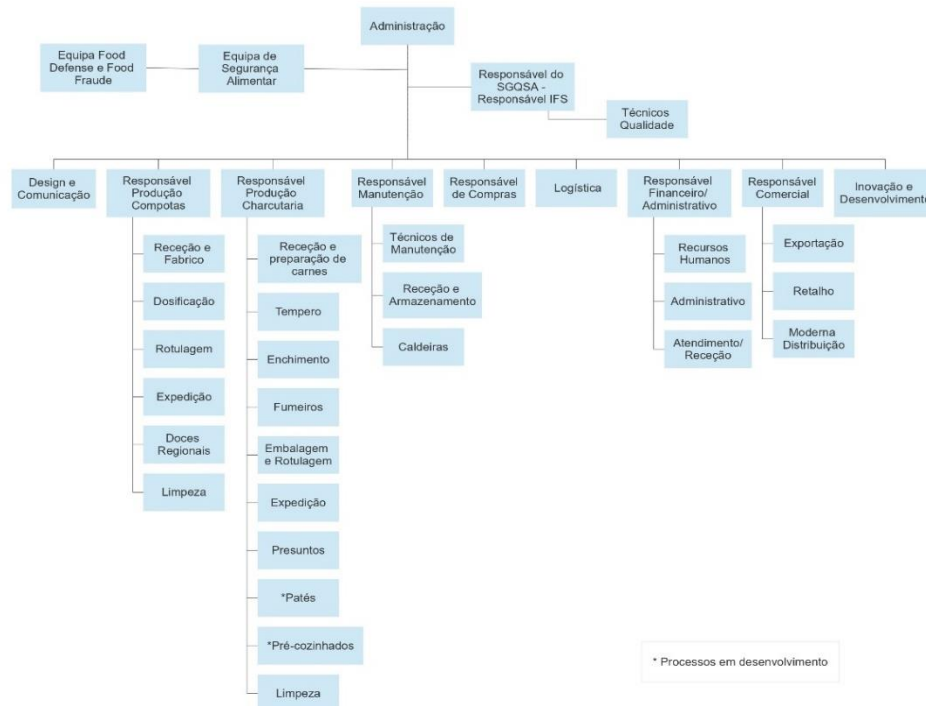 Administração
Equipa Food
Defense e Food
Fraude
Equipa de
Segurança
Alimentar
Responsável do
SGQSA -
Responsável IFS
Técnicos
Qualidade
Design e
Comunicação
Responsável
Produção
Compotas
Responsável
Produção
Charcutaria
Responsável
Manutenção
Responsável
de Compras
Logística
Responsável
Financeiro/
Administrativo
Responsável
Comercial
Inovação e
Desenvolvimento
Receção e
Fabrico
Dosificação
Rotulagem
Expedição
Doces
Regionais
Limpeza
Receção e
preparação de
carnes
Tempero
Enchimento
Fumeiros
Embalagem
e Rotulagem
Expedição
Presuntos
*Patés
*Pré-cozinhados
Limpeza
Técnicos de
Manutenção
Receção e
Armazenamento
Caldeiras
Recursos
Humanos
Administrativo
Atendimento/
Receção
Exportação
Retalho
Moderna
Distribuição
* Processos em desenvolvimento